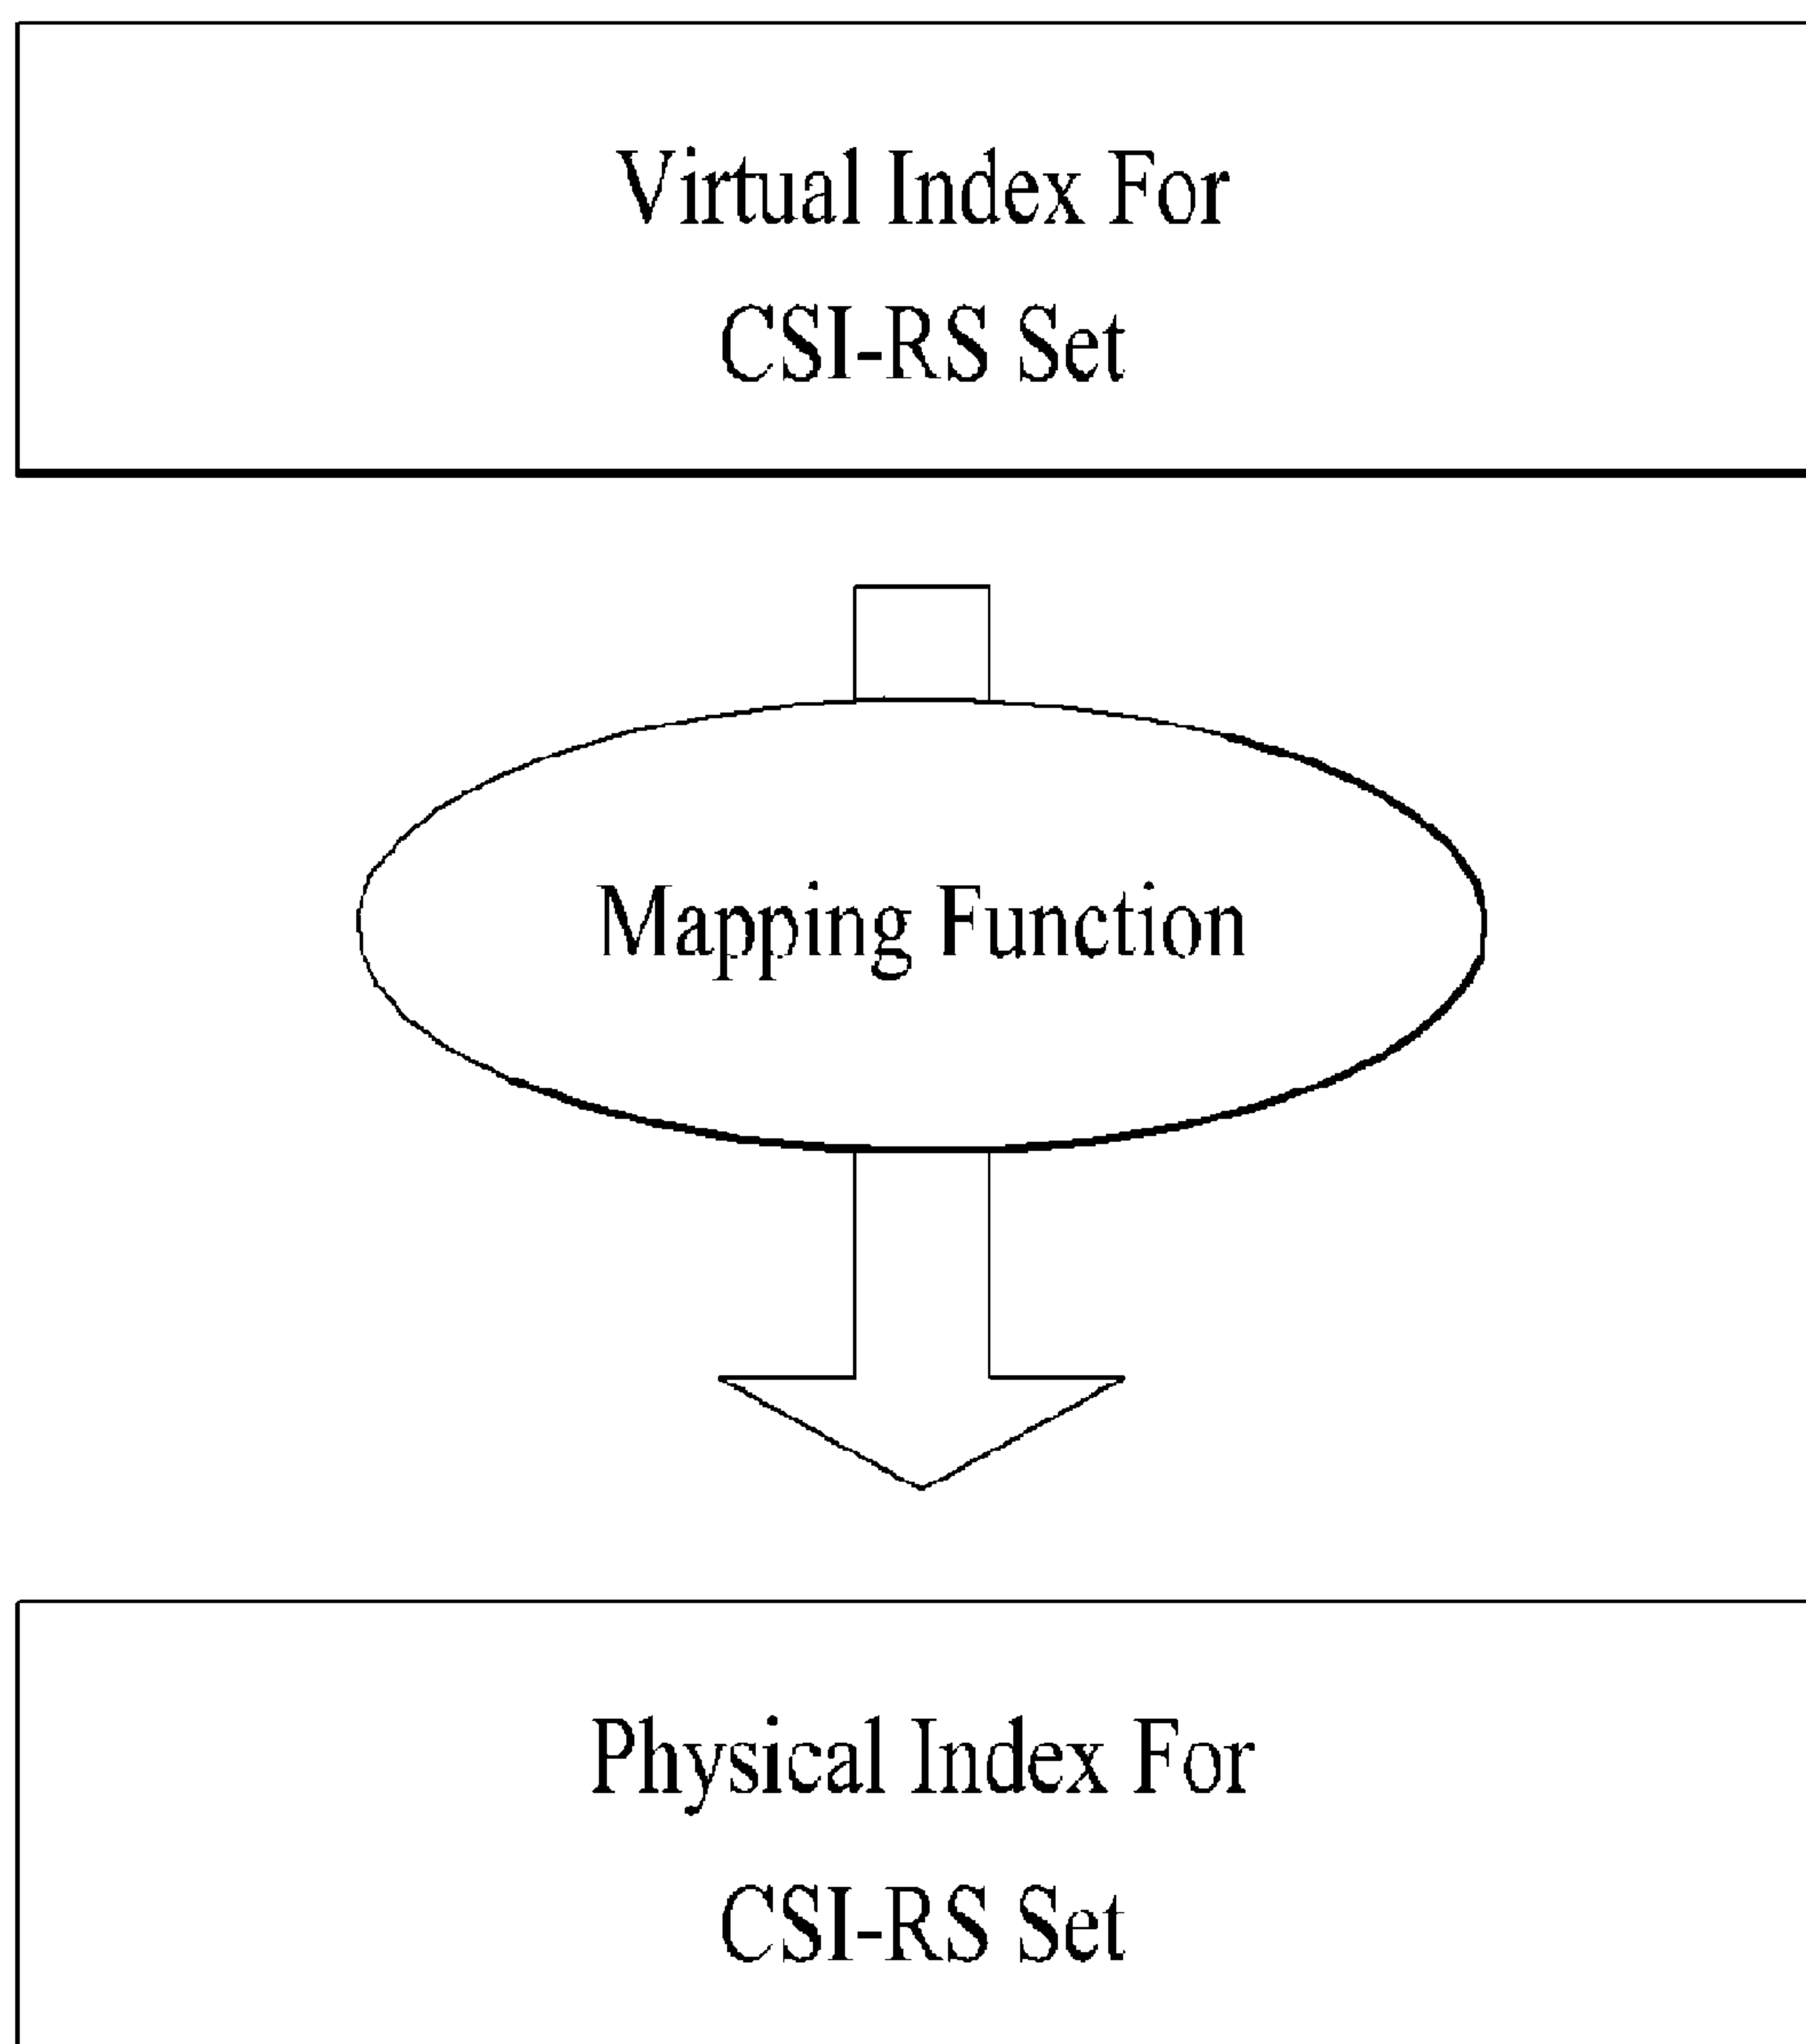 Virtual Index For
CSI-RS Set
Mapping Function
Physical Index For
CSI-RS Set